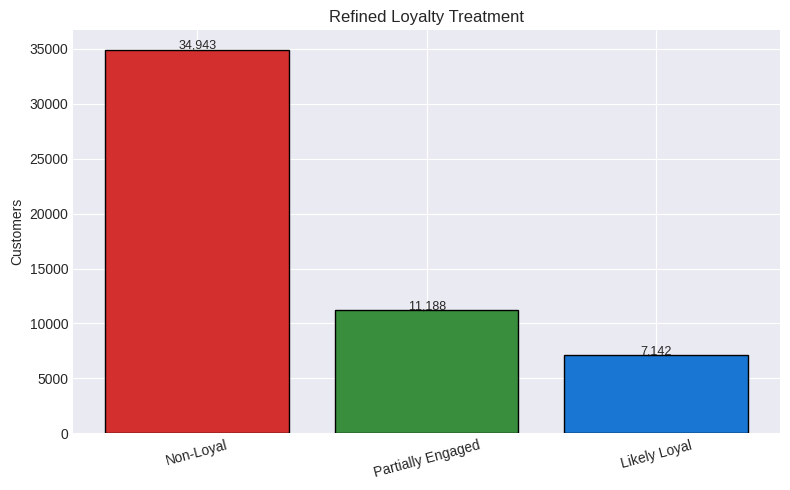 Refined Loyalty Treatment
Customers
35000
30000
25000
20000
15000
10000
5000
0
34,943
11,188
7,142
Non-Loyal
Partially Engaged
Likely Loyal